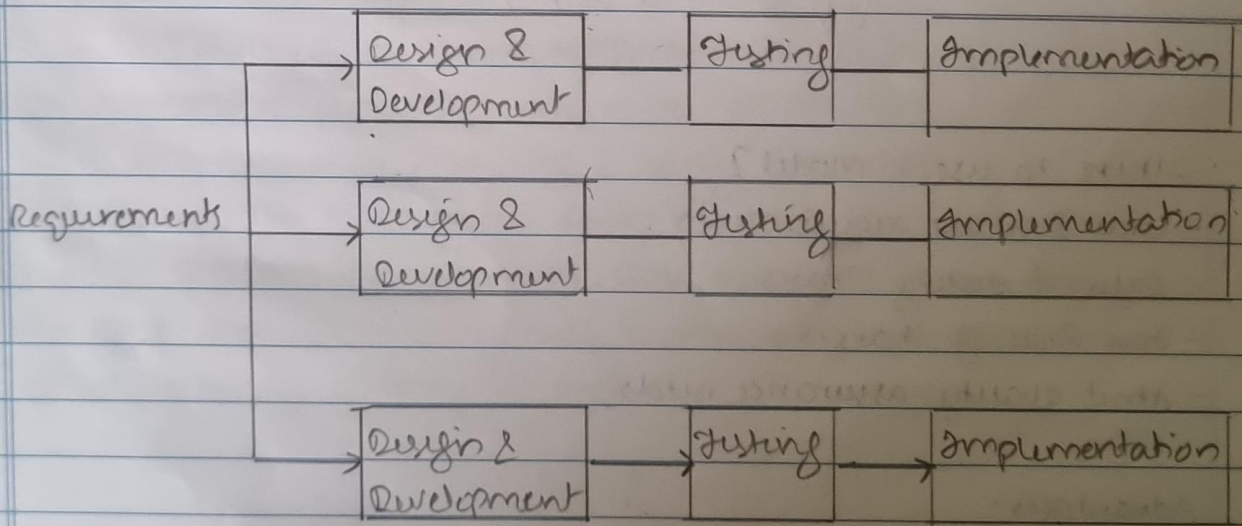 Design &
Development
Testing
Implementation
Requirements
Design &
Development
Testing
Implementation
Design &
Development
Testing
Implementation